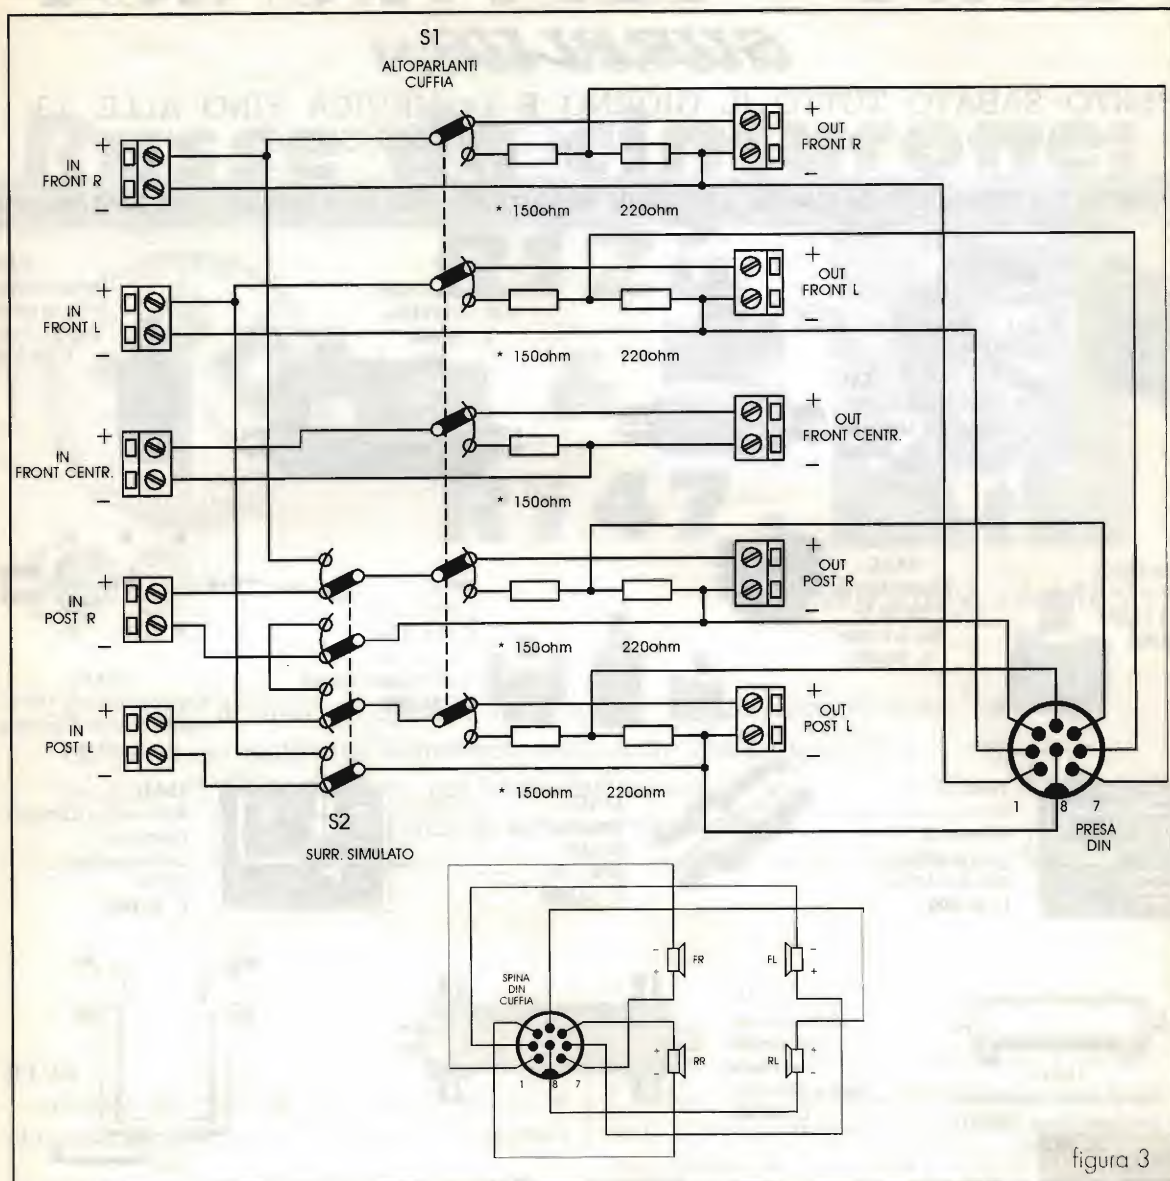 S1
ALTOPARLANTI
CUFFIA
+
IN
FRONT R
−
+
OUT
FRONT R
−
* 150ohm 220ohm
+
IN
FRONT L
−
+
OUT
FRONT L
−
* 150ohm 220ohm
+
IN
FRONT CENTR.
−
+
OUT
FRONT CENTR.
−
* 150ohm
+
IN
POST R
−
+
OUT
POST R
−
* 150ohm 220ohm
+
IN
POST L
−
+
OUT
POST L
−
* 150ohm 220ohm
S2
SURR. SIMULATO
1 8 7
PRESA
DIN
SPINA
DIN
CUFFIA
1 8 7
− FR
+
FL −
+
+ RR
−
RL +
−
figura 3